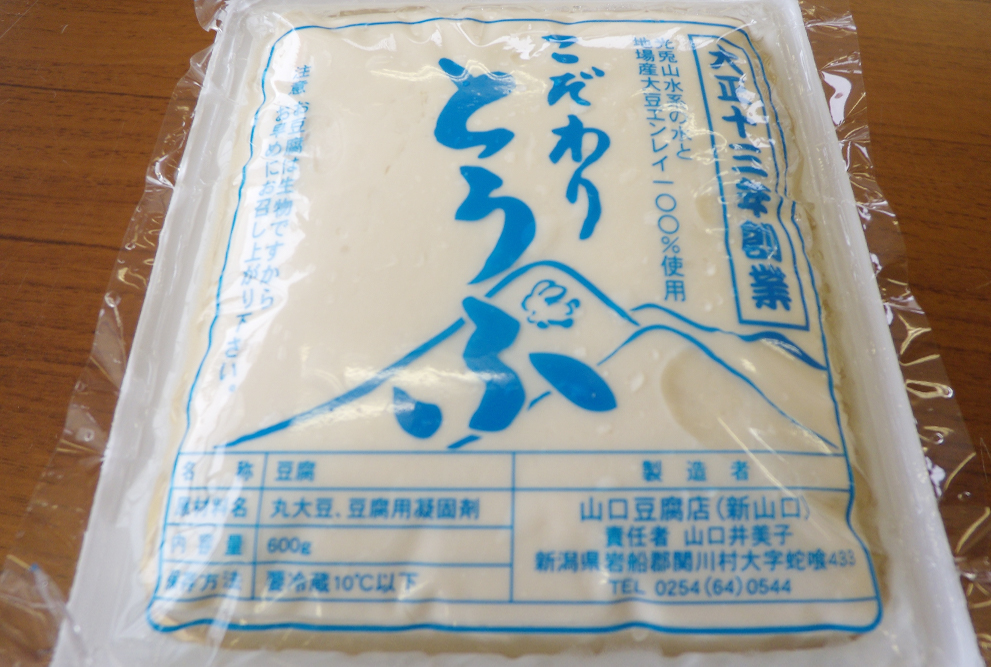 大正十三年創業
光兎山水系の水と
地場産大豆エンレイ一〇〇%使用
こだわり
とうふ
注意 お豆腐は生物ですから
お早めにお召し上がり下さい。
名 称 豆腐
原材料名 丸大豆、豆腐用凝固剤
内容量 600g
保存方法 要冷蔵10℃以下
製造者
山口豆腐店(新山口)
責任者 山口井美子
新潟県岩船郡関川村大字蛇喰433
TEL 0254(64)0544